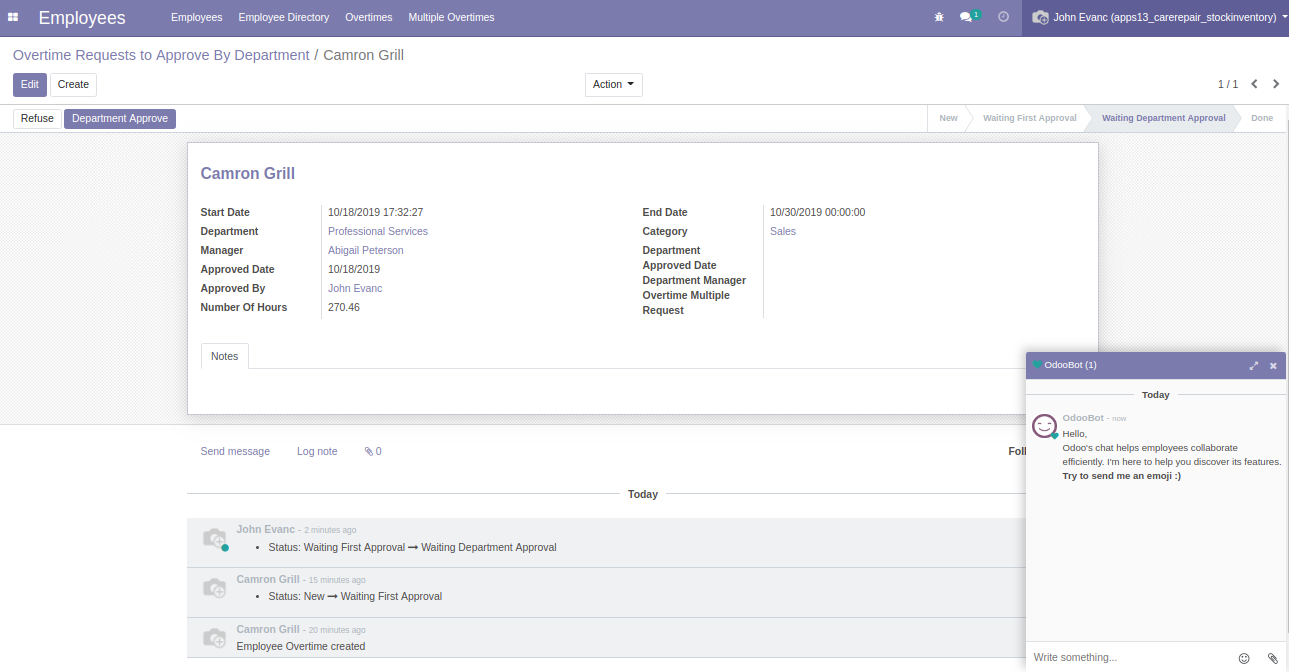 Employees
Employees Employee Directory Overtimes Multiple Overtimes
1
John Evanc (apps13_carerepair_stockinventory)
Overtime Requests to Approve By Department / Camron Grill
Edit Create
Action
1 / 1
Refuse Department Approve
New Waiting First Approval Waiting Department Approval Done
Camron Grill
Start Date 10/18/2019 17:32:27
Department Professional Services
Manager Abigail Peterson
Approved Date 10/18/2019
Approved By John Evanc
Number Of Hours 270.46
End Date 10/30/2019 00:00:00
Category Sales
Department
Approved Date
Department Manager
Overtime Multiple
Request
Notes
Send message Log note 0
Foll
Today
John Evanc - 2 minutes ago
• Status: Waiting First Approval → Waiting Department Approval
Camron Grill - 15 minutes ago
• Status: New → Waiting First Approval
Camron Grill - 20 minutes ago
Employee Overtime created
OdooBot (1)
Today
OdooBot - now
Hello,
Odoo's chat helps employees collaborate
efficiently. I'm here to help you discover its features.
Try to send me an emoji :)
Write something...